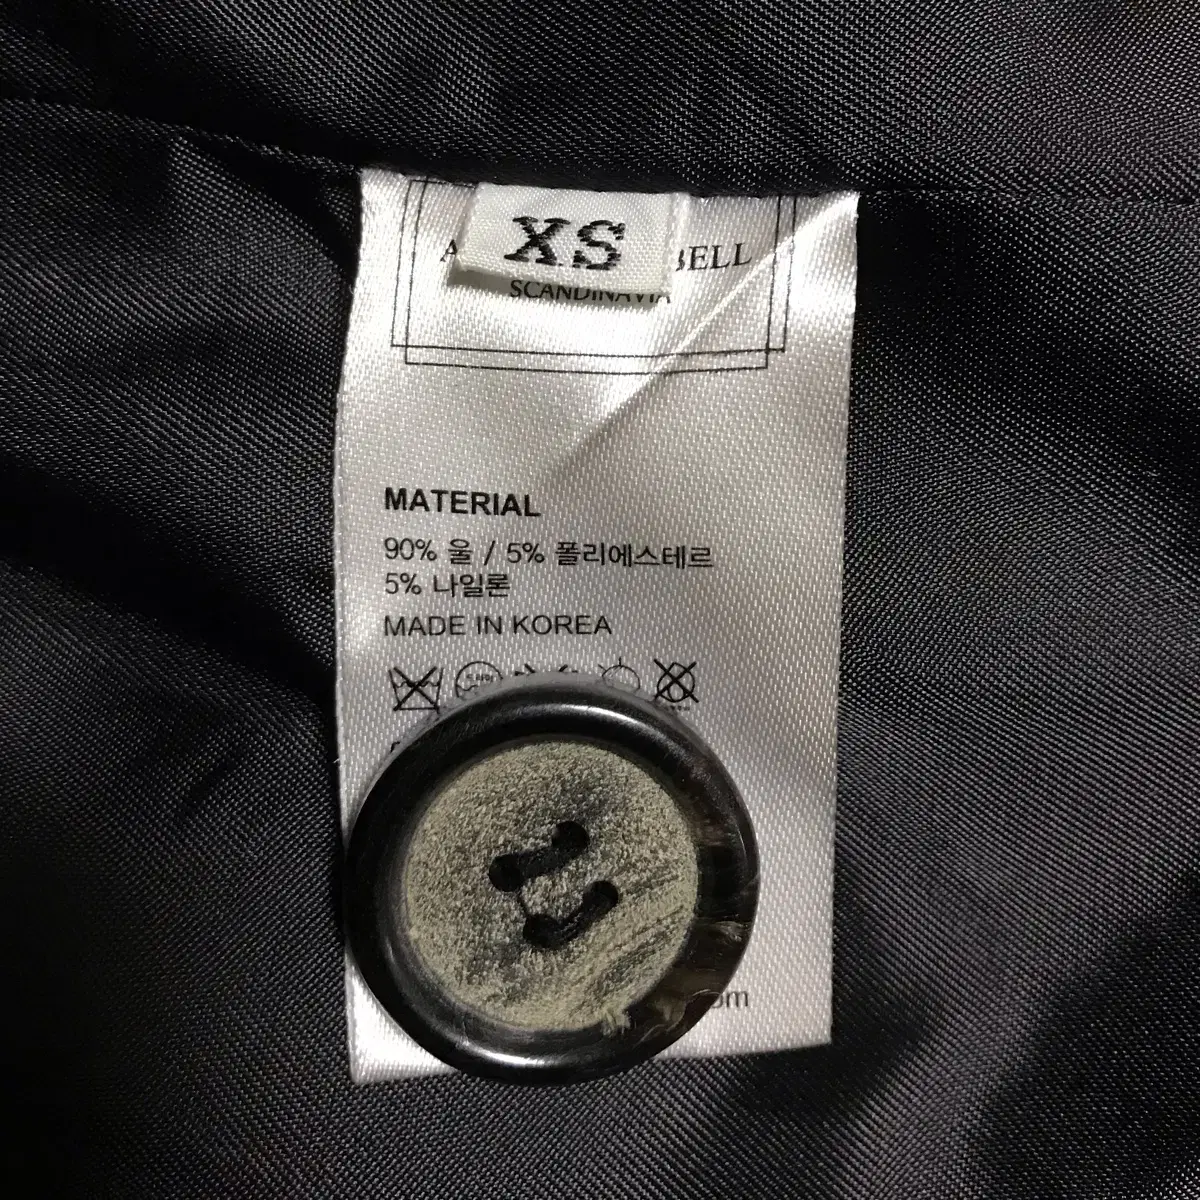 XS
BELL
SCANDINAVIA
MATERIAL
90% 울 / 5% 폴리에스테르
5% 나일론
MADE IN KOREA